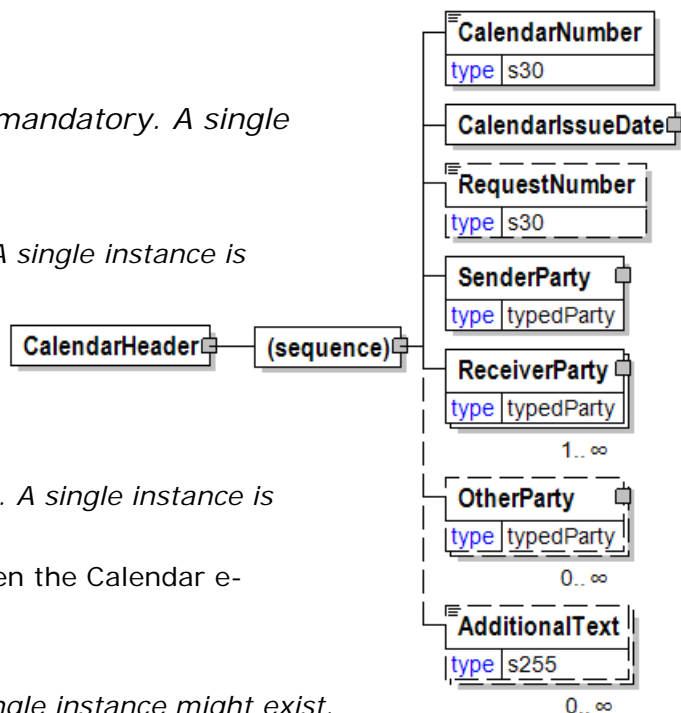 mandatory. A single
A single instance is
. A single instance is
en the Calendar e-
ngle instance might exist.
CalendarHeader
(sequence)
CalendarNumber
type s30
CalendarIssueDate
RequestNumber
type s30
SenderParty
type typedParty
ReceiverParty
type typedParty
1.. ∞
OtherParty
type typedParty
0.. ∞
AdditionalText
type s255
0.. ∞